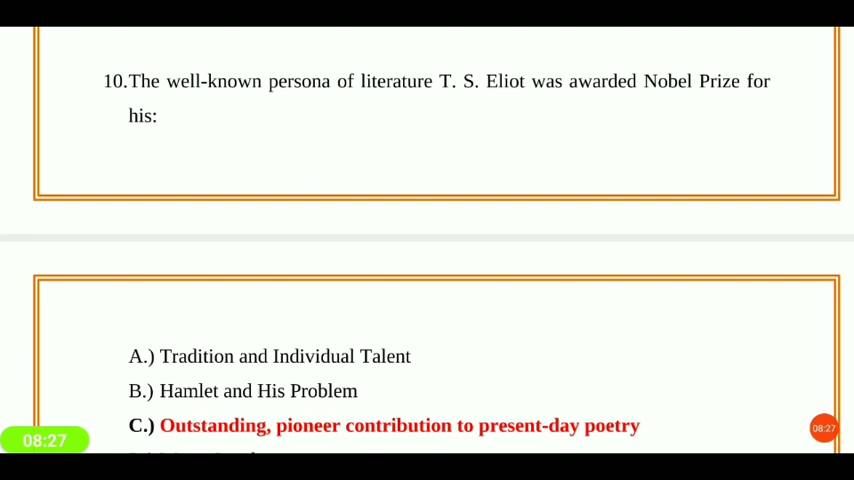 10.The well-known persona of literature T. S. Eliot was awarded Nobel Prize for
his:
A.) Tradition and Individual Talent
B.) Hamlet and His Problem
C.) Outstanding, pioneer contribution to present-day poetry
08:27
08:27